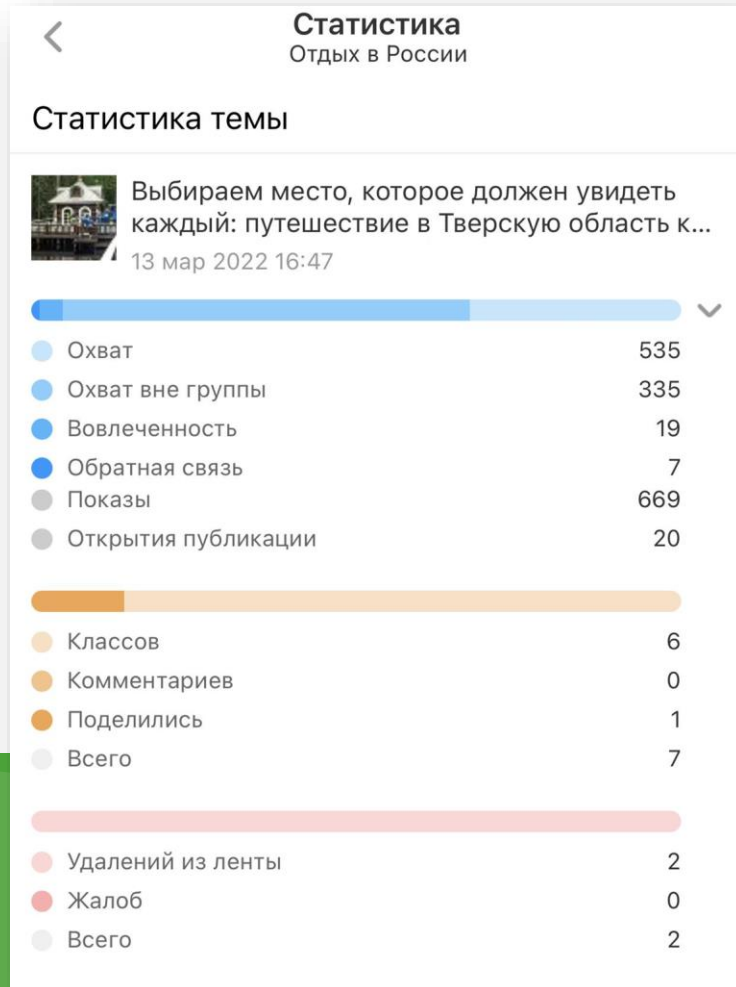 Статистика
Отдых в России
Статистика темы
Выбираем место, которое должен увидеть
каждый: путешествие в Тверскую область к...
13 мар 2022 16:47
Охват 535
Охват вне группы 335
Вовлеченность 19
Обратная связь 7
Показы 669
Открытия публикации 20
Классов 6
Комментариев 0
Поделились 1
Всего 7
Удалений из ленты 2
Жалоб 0
Всего 2